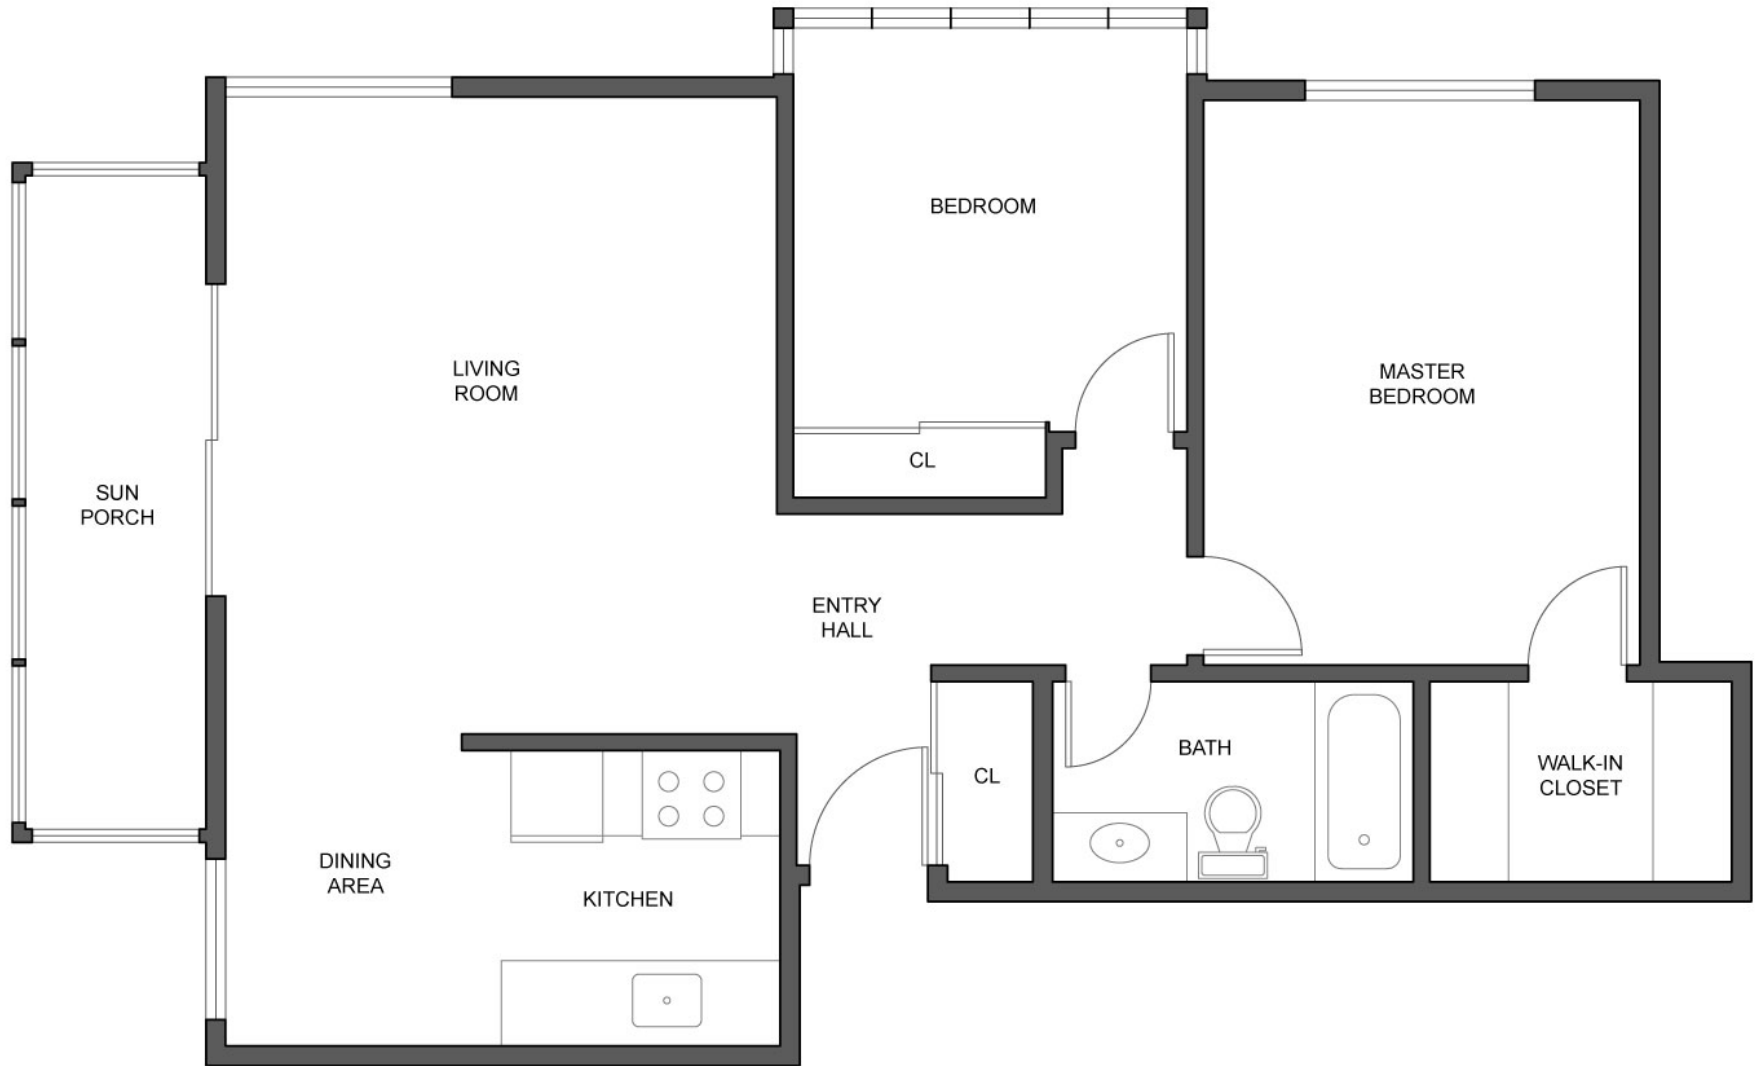 BEDROOM
LIVING
ROOM
MASTER
BEDROOM
CL
SUN
PORCH
ENTRY
HALL
BATH
CL
WALK-IN
CLOSET
DINING
AREA
KITCHEN